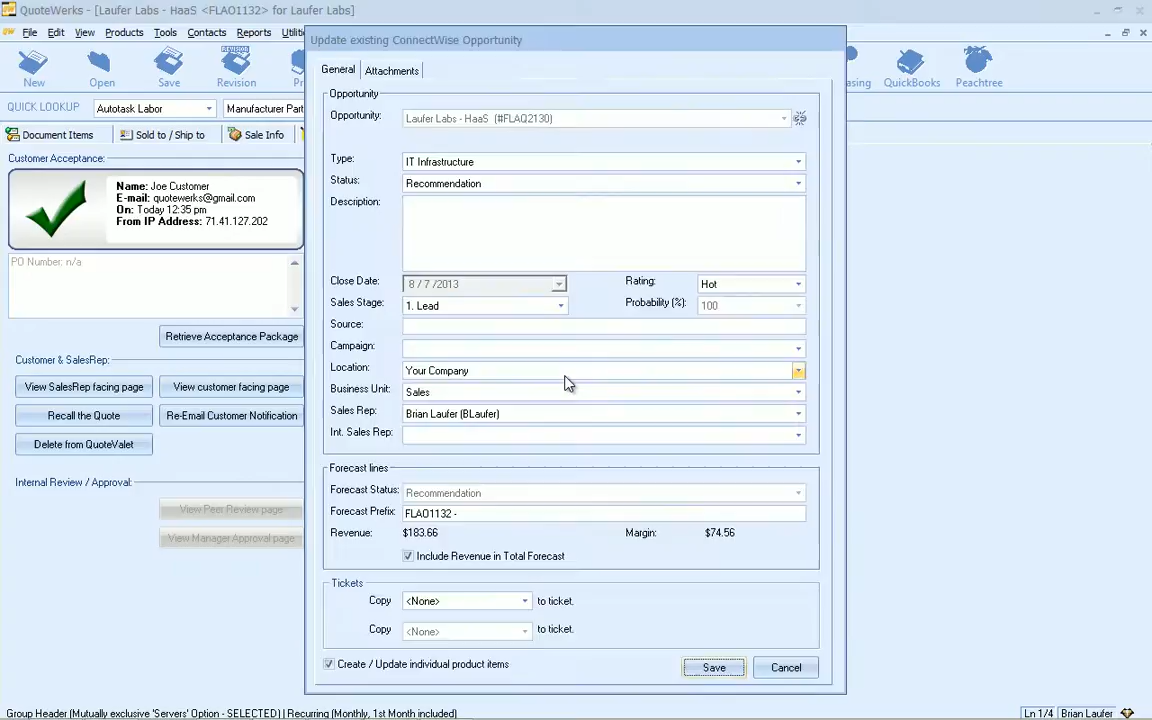 QuoteWerks - [Laufer Labs - HaaS <FLAO1132> for Laufer Labs]
File Edit View Products Tools Contacts Reports
New Open Save Revision
QuickBooks Peachtree
QUICK LOOKUP Autotask Labor Manufacturer Part
Document Items Sold to / Ship to Sale Info
Customer Acceptance:
Name: Joe Customer
E-mail: quotewerks@gmail.com
On: Today 12:35 pm
From IP Address: 71.41.127.202
PO Number: n/a
Retrieve Acceptance Package
Customer & SalesRep:
View SalesRep facing page View customer facing page
Recall the Quote Re-Email Customer Notification
Delete from QuoteValet
Internal Review / Approval:
View Peer Review page
View Manager Approval page
Update existing ConnectWise Opportunity
General Attachments
Opportunity
Opportunity: Laufer Labs - HaaS (#FLAQ2130)
Type: IT Infrastructure
Status: Recommendation
Description:
Close Date: 8 / 7 /2013 Rating: Hot
Sales Stage: 1. Lead Probability (%): 100
Source:
Campaign:
Location: Your Company
Business Unit: Sales
Sales Rep: Brian Laufer (BLaufer)
Int. Sales Rep:
Forecast lines
Forecast Status: Recommendation
Forecast Prefix: FLAO1132 -
Revenue: $183.66 Margin: $74.56
Include Revenue in Total Forecast
Tickets
Copy <None> to ticket.
Copy <None> to ticket.
Create / Update individual product items
Save Cancel
Group Header (Mutually exclusive 'Servers' Option - SELECTED) | Recurring (Monthly, 1st Month included) Ln 1/4 Brian Laufer